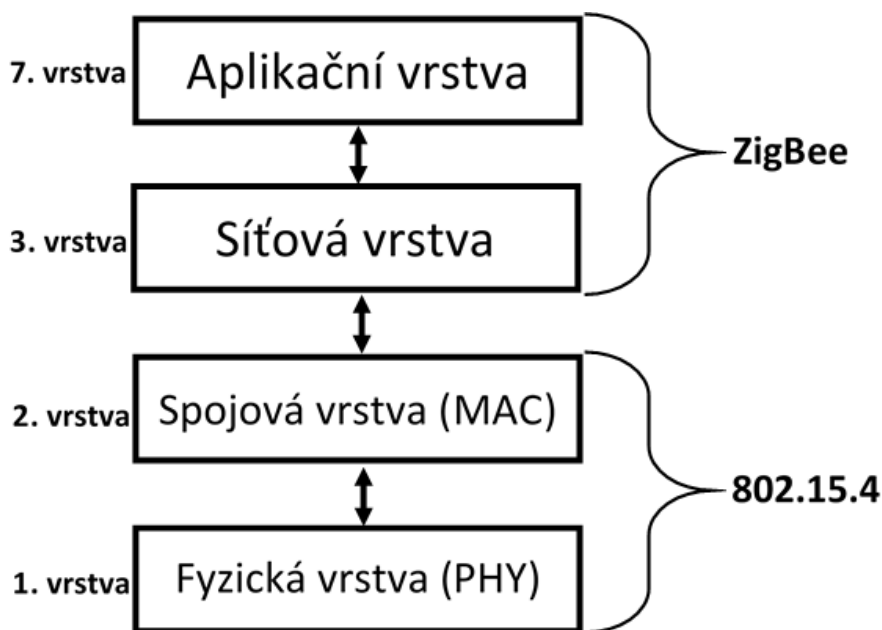 7. vrstva
Aplikační vrstva
ZigBee
3. vrstva
Síťová vrstva
2. vrstva
Spojová vrstva (MAC)
802.15.4
1. vrstva
Fyzická vrstva (PHY)